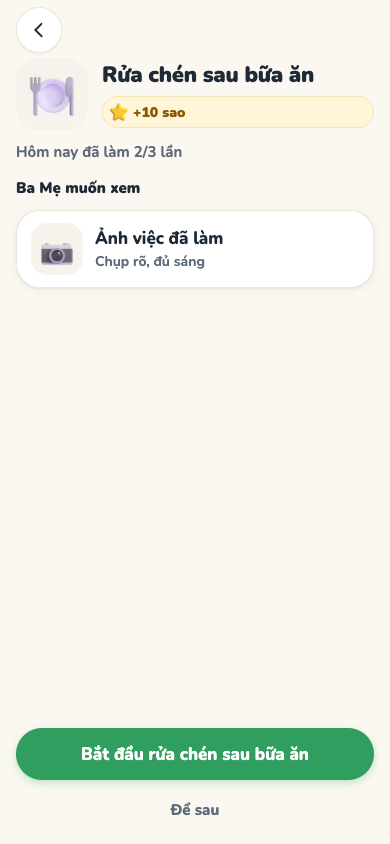 Rửa chén sau bữa ăn
+10 sao
Hôm nay đã làm 2/3 lần
Ba Mẹ muốn xem
Ảnh việc đã làm
Chụp rõ, đủ sáng
Bắt đầu rửa chén sau bữa ăn
Để sau